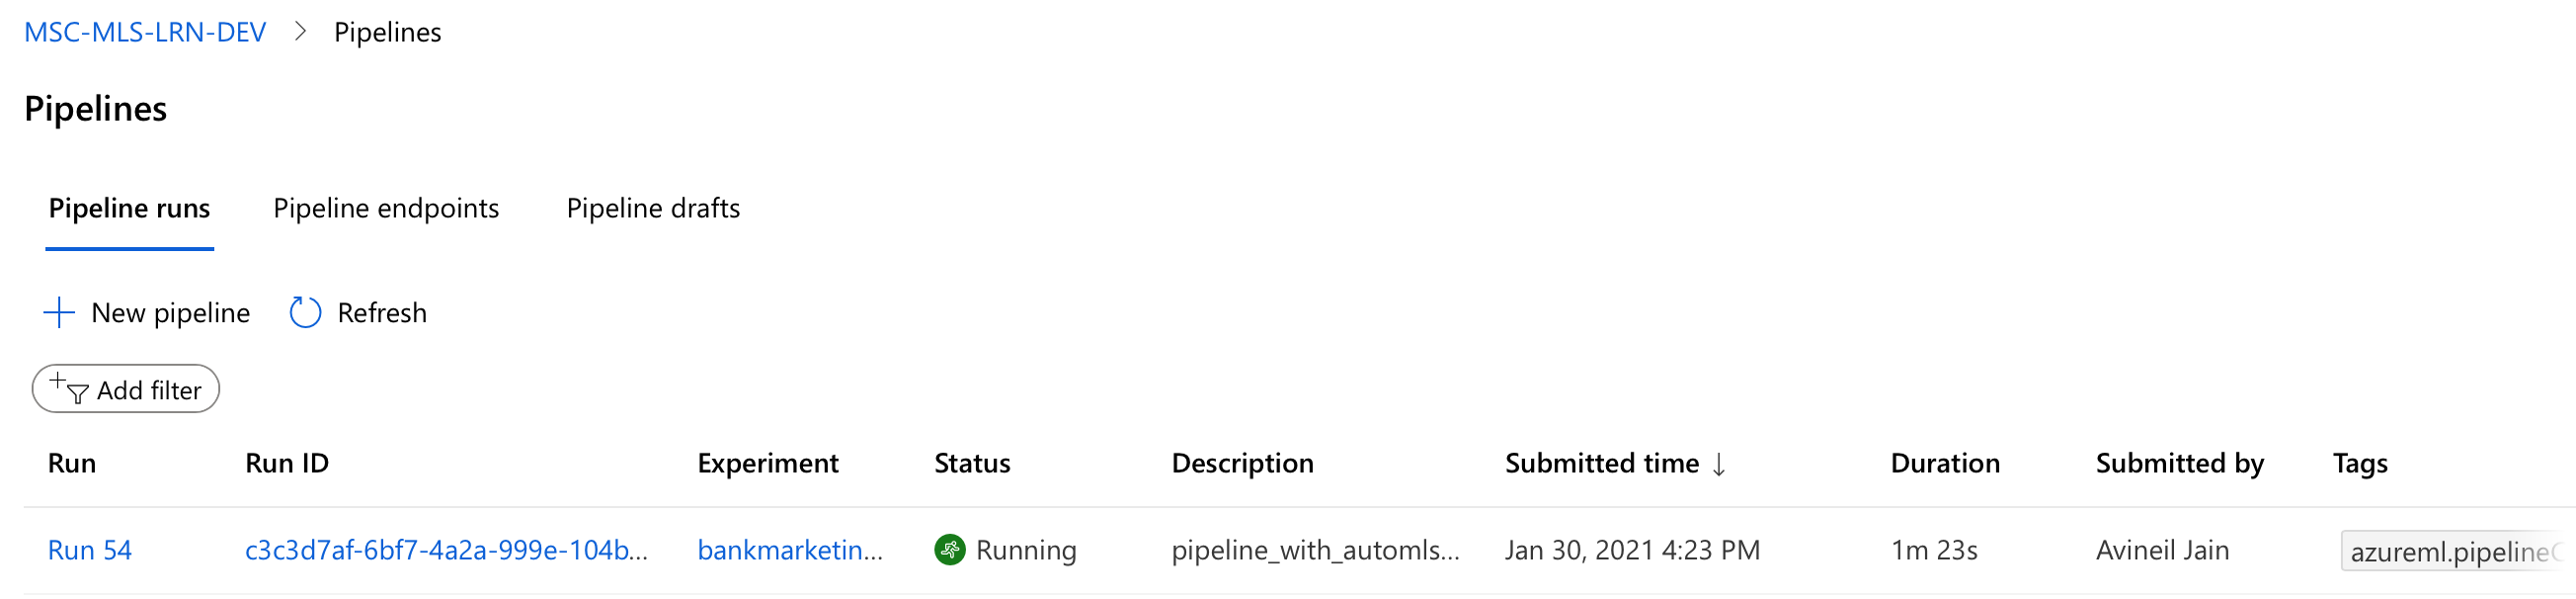 MSC-MLS-LRN-DEV > Pipelines
Pipelines
Pipeline runs Pipeline endpoints Pipeline drafts
New pipeline Refresh
Add filter
Run Run ID Experiment Status Description Submitted time ↓ Duration Submitted by Tags
Run 54 c3c3d7af-6bf7-4a2a-999e-104b... bankmarketin... Running pipeline_with_automls... Jan 30, 2021 4:23 PM 1m 23s Avineil Jain azureml.pipelineC